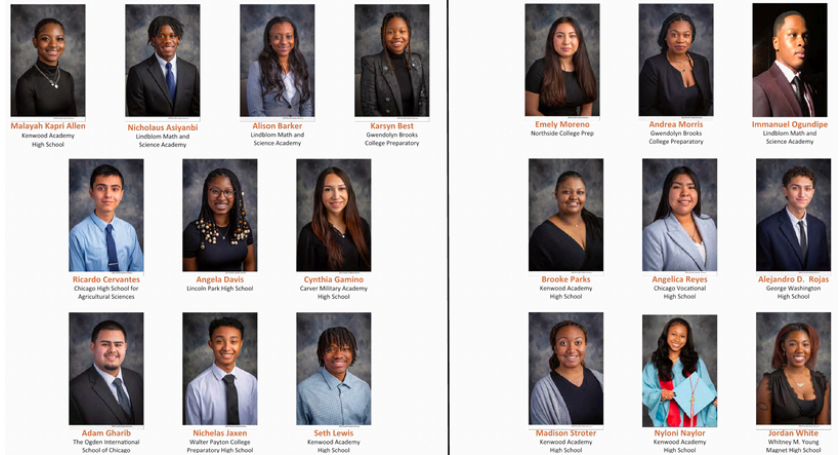 Malayah Kapri Allen
Kenwood Academy
High School
Nicholaus Asiyanbi
Lindblom Math and
Science Academy
Alison Barker
Lindblom Math and
Science Academy
Karsyn Best
Gwendolyn Brooks
College Preparatory
Ricardo Cervantes
Chicago High School for
Agricultural Sciences
Angela Davis
Lincoln Park High School
Cynthia Gamino
Carver Military Academy
High School
Adam Gharib
The Ogden International
School of Chicago
Nichelas Jaxen
Walter Payton College
Preparatory High School
Seth Lewis
Kenwood Academy
High School
Emely Moreno
Northside College Prep
Andrea Morris
Gwendolyn Brooks
College Preparatory
Immanuel Ogundipe
Lindblom Math and
Science Academy
Brooke Parks
Kenwood Academy
High School
Angelica Reyes
Chicago Vocational
High School
Alejandro D. Rojas
George Washington
High School
Madison Stroter
Kenwood Academy
High School
Nyloni Naylor
Kenwood Academy
High School
Jordan White
Whitney M. Young
Magnet High School